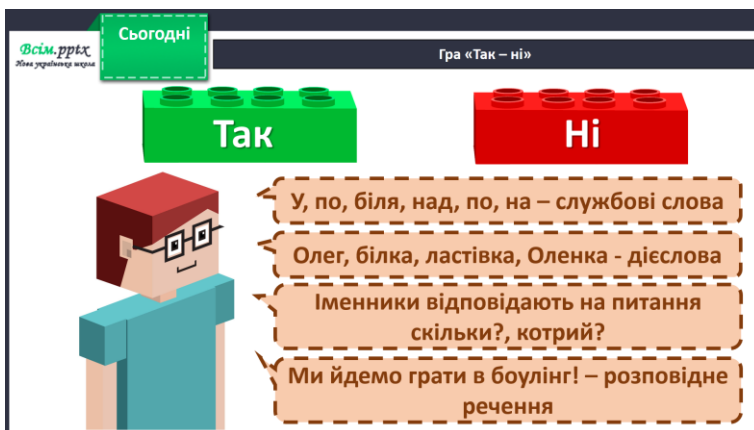 Сьогодні
Всім.pptx
Нова українська школа
Гра «Так – ні»
Так
Ні
У, по, біля, над, по, на – службові слова
Олег, білка, ластівка, Оленка - дієслова
Іменники відповідають на питання
скільки?, котрий?
Ми йдемо грати в боулінг! – розповідне
речення